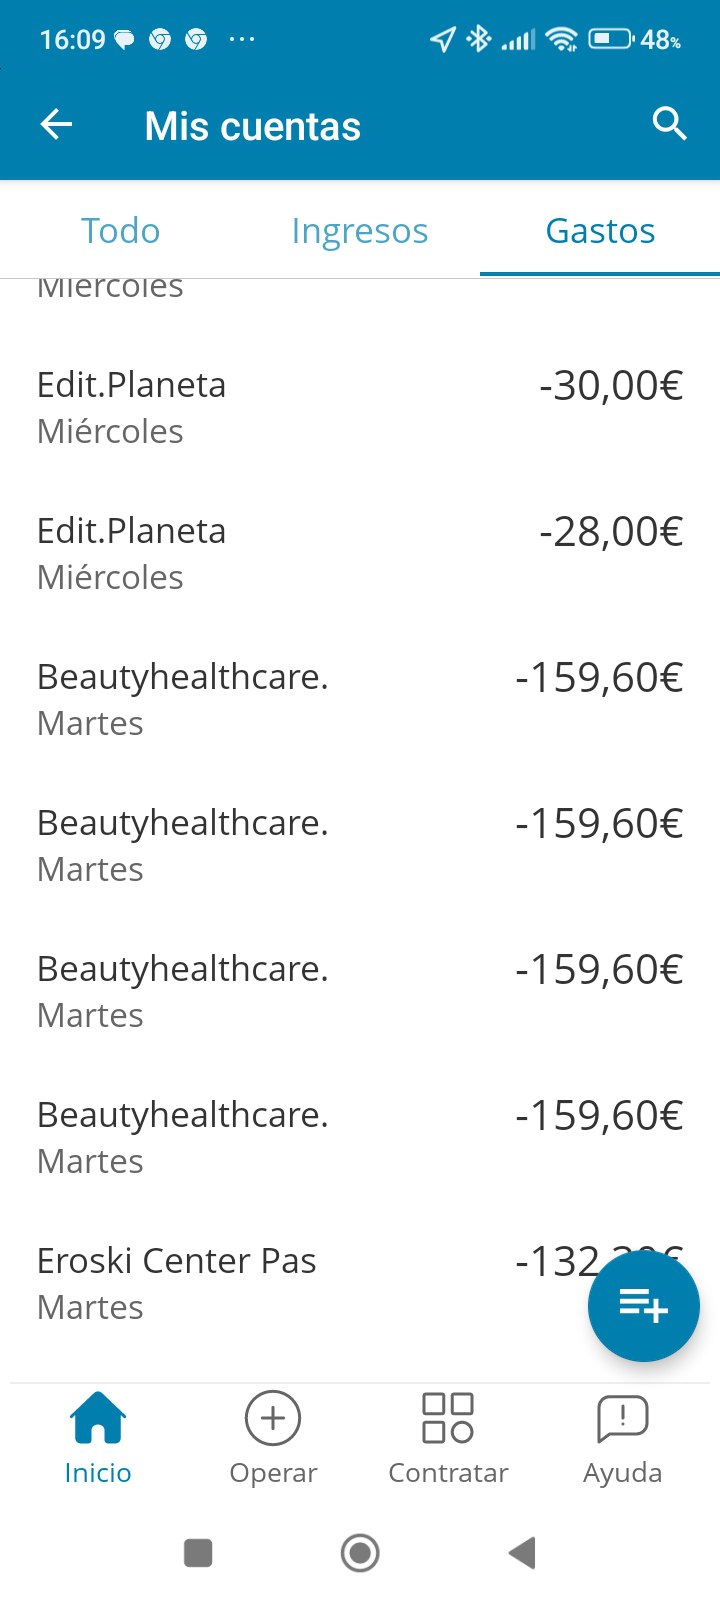 16:09 48%
Mis cuentas
Todo Ingresos Gastos
Miércoles
Edit.Planeta -30,00€
Miércoles
Edit.Planeta -28,00€
Miércoles
Beautyhealthcare. -159,60€
Martes
Beautyhealthcare. -159,60€
Martes
Beautyhealthcare. -159,60€
Martes
Beautyhealthcare. -159,60€
Martes
Eroski Center Pas
Martes
Inicio Operar Contratar Ayuda